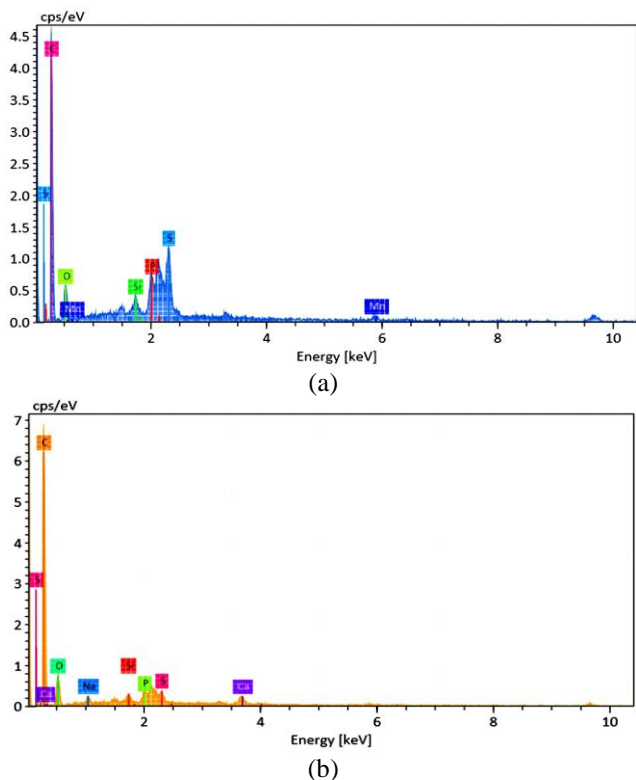 cps/eV
4.5
4.0
3.5
3.0
2.5
2.0
1.5
1.0
0.5
0.0
C
S
O
Mn
Si
P
S
Mn
2 4 6 8 10
Energy [keV]
(a)
cps/eV
7
6
5
4
3
2
1
0
C
S
Ca
O
Na
Si
P
S
Ca
2 4 6 8 10
Energy [keV]
(b)